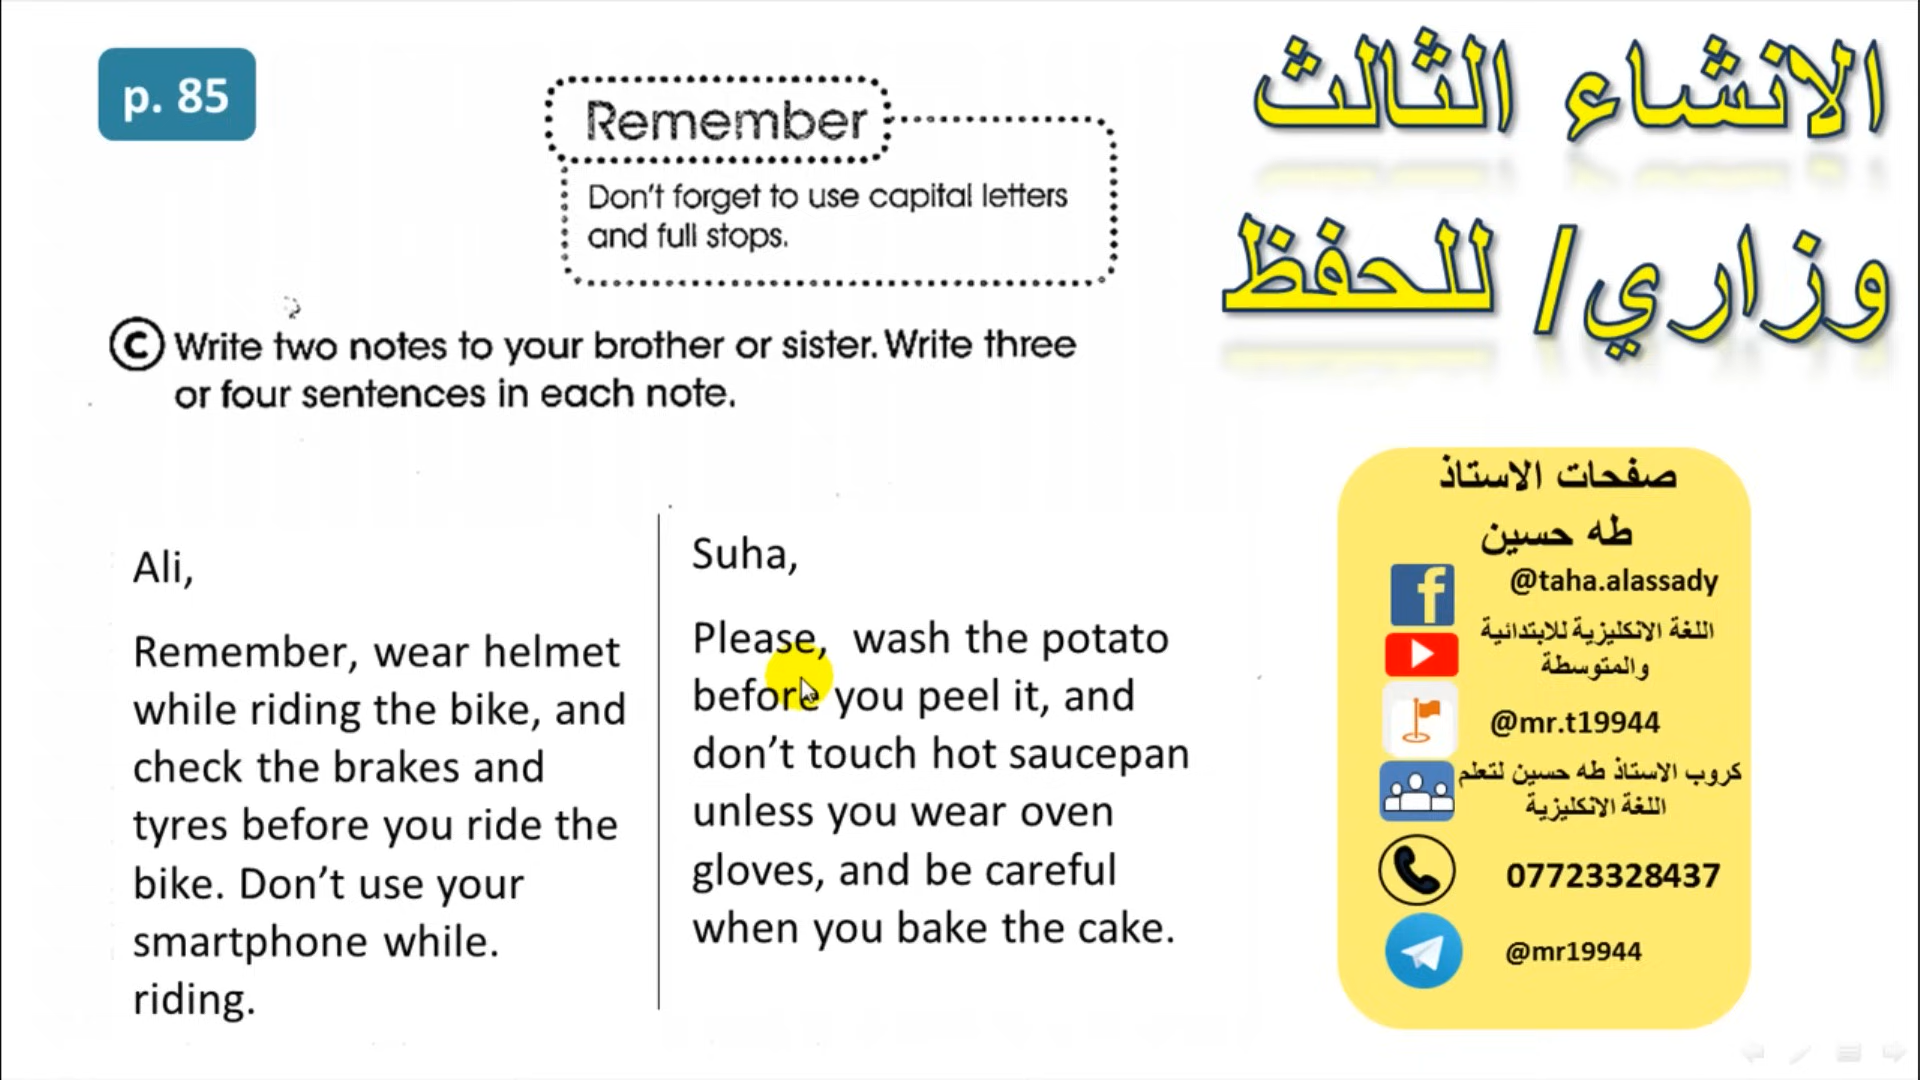 p. 85
الانشاء الثالث
وزاري/ للحفظ
Remember
Don't forget to use capital letters
and full stops.
C Write two notes to your brother or sister. Write three
or four sentences in each note.
Ali,
Remember, wear helmet
while riding the bike, and
check the brakes and
tyres before you ride the
bike. Don't use your
smartphone while.
riding.
Suha,
Please, wash the potato
before you peel it, and
don't touch hot saucepan
unless you wear oven
gloves, and be careful
when you bake the cake.
صفحات الاستاذ
طه حسين
@taha.alassady
اللغة الانكليزية للابتدائية
والمتوسطة
@mr.t19944
كروب الاستاذ طه حسين لتعلم
اللغة الانكليزية
07723328437
@mr19944